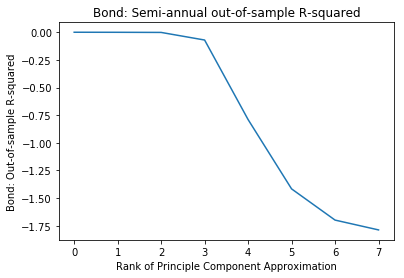 Bond: Semi-annual out-of-sample R-squared
0.00
−0.25
−0.50
−0.75
−1.00
−1.25
−1.50
−1.75
Bond: Out-of-sample R-squared
0 1 2 3 4 5 6 7
Rank of Principle Component Approximation